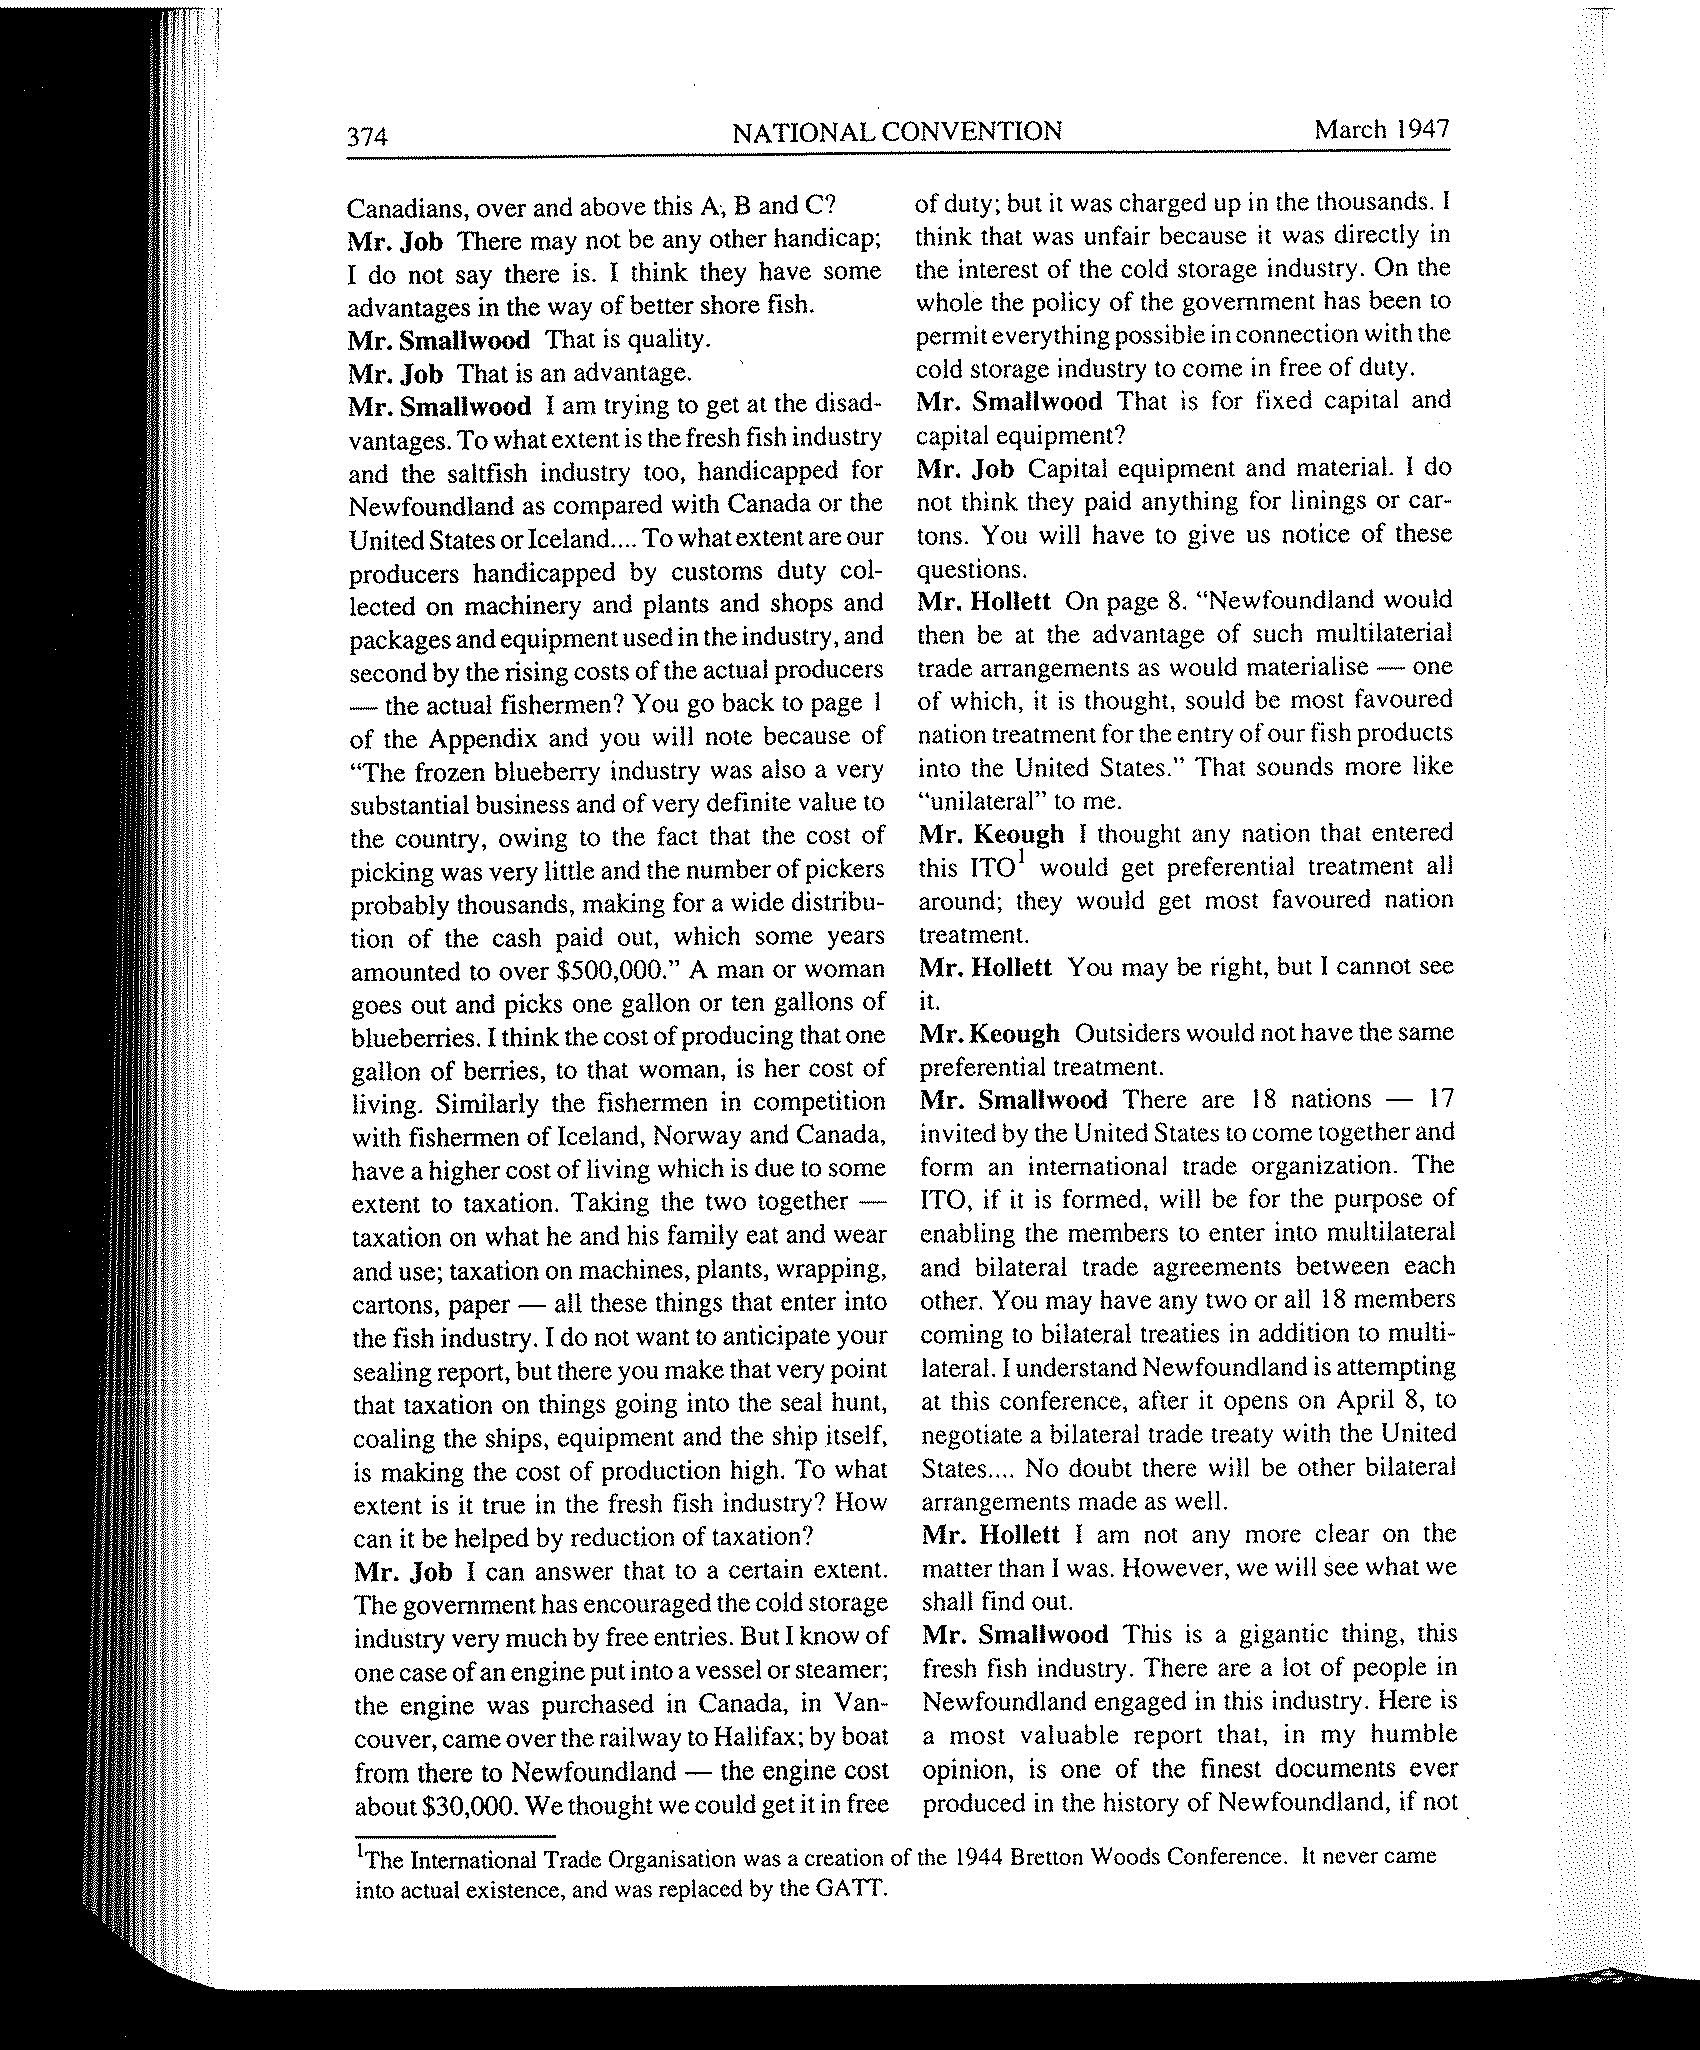 374 NATIONAL CONVENTION March 1947
Canadians, over and above this A, B and C?
Mr. Job There may not be any other handicap;
I do not say there is. I think they have some
advantages in the way of better shore fish.
Mr. Smallwood That is quality.
Mr. Job That is an advantage.
Mr. Smallwood I am trying to get at the disad-
vantages. To what extent is the fresh fish industry
and the saltfish industry too, handicapped for
Newfoundland as compared with Canada or the
United States or Iceland.... To what extent are our
producers handicapped by customs duty col-
lected on machinery and plants and shops and
packages and equipment used in the industry, and
second by the rising costs of the actual producers
— the actual fishermen? You go back to page 1
of the Appendix and you will note because of
“The frozen blueberry industry was also a very
substantial business and of very definite value to
the country, owing to the fact that the cost of
picking was very little and the number of pickers
probably thousands, making for a wide distribu-
tion of the cash paid out, which some years
amounted to over $500,000.” A man or woman
goes out and picks one gallon or ten gallons of
blueberries. I think the cost of producing that one
gallon of berries, to that woman, is her cost of
living. Similarly the fishermen in competition
with fishermen of Iceland, Norway and Canada,
have a higher cost of living which is due to some
extent to taxation. Taking the two together —
taxation on what he and his family eat and wear
and use; taxation on machines, plants, wrapping,
cartons, paper — all these things that enter into
the fish industry. I do not want to anticipate your
sealing report, but there you make that very point
that taxation on things going into the seal hunt,
coaling the ships, equipment and the ship itself,
is making the cost of production high. To what
extent is it true in the fresh fish industry? How
can it be helped by reduction of taxation?
Mr. Job I can answer that to a certain extent.
The government has encouraged the cold storage
industry very much by free entries. But I know of
one case of an engine put into a vessel or steamer;
the engine was purchased in Canada, in Van-
couver, came over the railway to Halifax; by boat
from there to Newfoundland — the engine cost
about $30,000. We thought we could get it in free
of duty; but it was charged up in the thousands. I
think that was unfair because it was directly in
the interest of the cold storage industry. On the
whole the policy of the government has been to
permit everything possible in connection with the
cold storage industry to come in free of duty.
Mr. Smallwood That is for fixed capital and
capital equipment?
Mr. Job Capital equipment and material. I do
not think they paid anything for linings or car-
tons. You will have to give us notice of these
questions.
Mr. Hollett On page 8. “Newfoundland would
then be at the advantage of such multilaterial
trade arrangements as would materialise — one
of which, it is thought, sould be most favoured
nation treatment for the entry of our fish products
into the United States.” That sounds more like
“unilateral” to me.
Mr. Keough I thought any nation that entered
this ITO¹ would get preferential treatment all
around; they would get most favoured nation
treatment.
Mr. Hollett You may be right, but I cannot see
it.
Mr. Keough Outsiders would not have the same
preferential treatment.
Mr. Smallwood There are 18 nations — 17
invited by the United States to come together and
form an international trade organization. The
ITO, if it is formed, will be for the purpose of
enabling the members to enter into multilateral
and bilateral trade agreements between each
other. You may have any two or all 18 members
coming to bilateral treaties in addition to multi-
lateral. I understand Newfoundland is attempting
at this conference, after it opens on April 8, to
negotiate a bilateral trade treaty with the United
States.... No doubt there will be other bilateral
arrangements made as well.
Mr. Hollett I am not any more clear on the
matter than I was. However, we will see what we
shall find out.
Mr. Smallwood This is a gigantic thing, this
fresh fish industry. There are a lot of people in
Newfoundland engaged in this industry. Here is
a most valuable report that, in my humble
opinion, is one of the finest documents ever
produced in the history of Newfoundland, if not
¹The International Trade Organisation was a creation of the 1944 Bretton Woods Conference. It never came
into actual existence, and was replaced by the GATT.